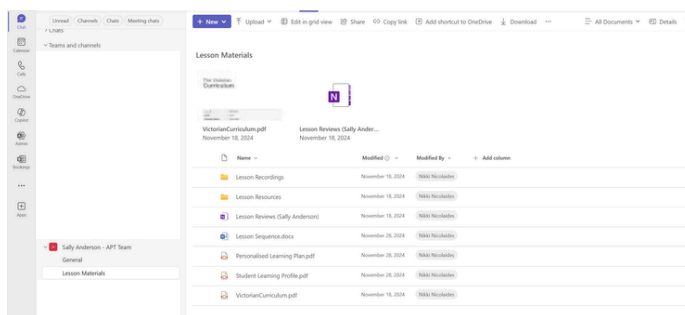 Chat
Calendar
Calls
OneDrive
Copilot
Admin
Bookings
Apps
Unread
Channels
Chats
Meeting chats
Chats
Teams and channels
Sally Anderson - APT Team
General
Lesson Materials
+ New
Upload
Edit in grid view
Share
Copy link
Add shortcut to OneDrive
Download
All Documents
Details
Lesson Materials
The Victorian
Curriculum
VictorianCurriculum.pdf
November 18, 2024
N
Lesson Reviews (Sally Ander...
November 18, 2024
Name Modified Modified By + Add column
Lesson Recordings November 18, 2024 Nikki Nicolaides
Lesson Resources November 18, 2024 Nikki Nicolaides
Lesson Reviews (Sally Anderson) November 18, 2024 Nikki Nicolaides
Lesson Sequence.docx November 28, 2024 Nikki Nicolaides
Personalised Learning Plan.pdf November 28, 2024 Nikki Nicolaides
Student Learning Profile.pdf November 28, 2024 Nikki Nicolaides
VictorianCurriculum.pdf November 18, 2024 Nikki Nicolaides